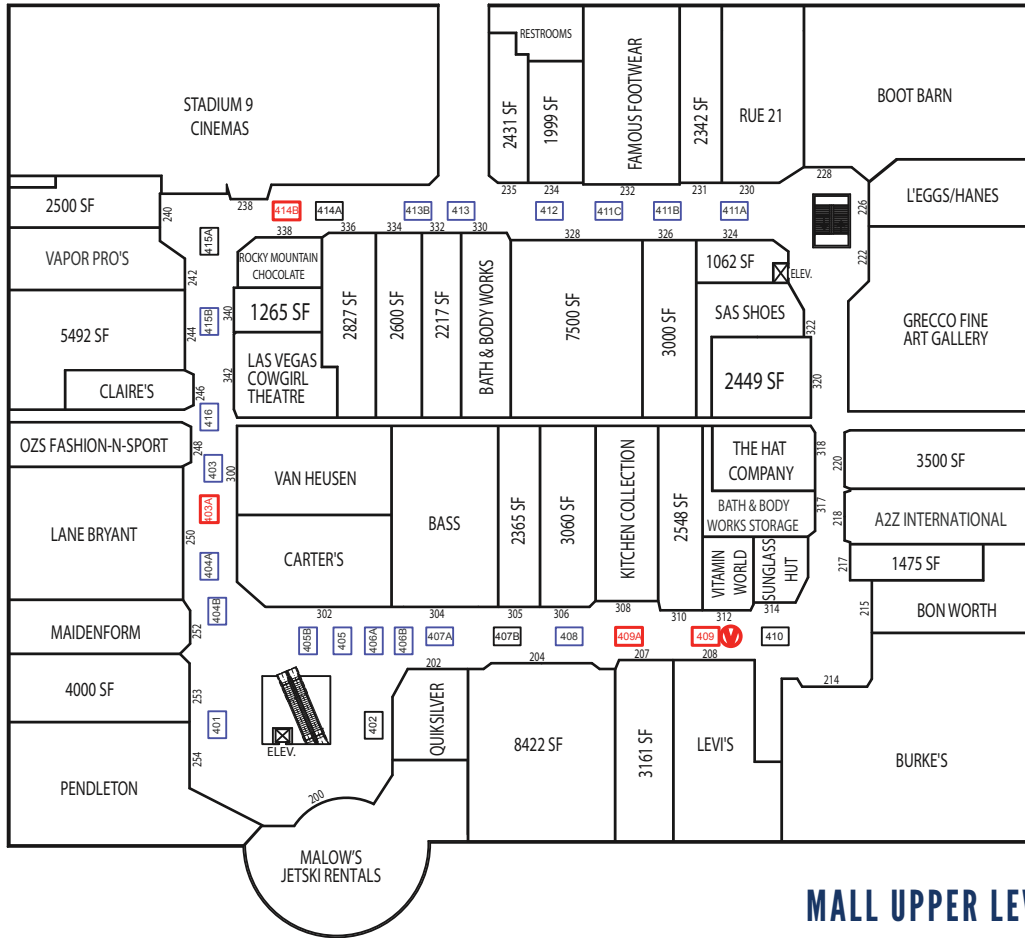 STADIUM 9
CINEMAS
RESTROOMS
2431 SF
1999 SF
FAMOUS FOOTWEAR
2342 SF
RUE 21
BOOT BARN
235
234
232
231
230
228
2500 SF
240
238
414B
414A
413B
413
412
411C
411B
411A
226
L'EGGS/HANES
415A
338
336
334
332
330
328
326
324
VAPOR PRO'S
242
ROCKY MOUNTAIN
CHOCOLATE
2827 SF
2600 SF
2217 SF
BATH & BODY WORKS
7500 SF
3000 SF
1062 SF
ELEV.
222
5492 SF
244
415B
340
1265 SF
SAS SHOES
322
GRECCO FINE
ART GALLERY
LAS VEGAS
COWGIRL
THEATRE
342
2449 SF
320
CLAIRE'S
246
416
OZS FASHION-N-SPORT
248
403
300
VAN HEUSEN
BASS
2365 SF
3060 SF
KITCHEN COLLECTION
2548 SF
THE HAT
COMPANY
318
220
3500 SF
LANE BRYANT
250
403A
CARTER'S
BATH & BODY
WORKS STORAGE
317
218
A2Z INTERNATIONAL
404A
VITAMIN
WORLD
SUNGLASS
HUT
217
1475 SF
404B
215
BON WORTH
MAIDENFORM
252
302
304
305
306
308
310
312
314
405B
405
406A
406B
407A
407B
408
409A
409
V
410
4000 SF
253
202
204
207
208
214
401
402
ELEV.
QUIKSILVER
8422 SF
3161 SF
LEVI'S
BURKE'S
PENDLETON
254
200
MALOW'S
JETSKI RENTALS
MALL UPPER LEV